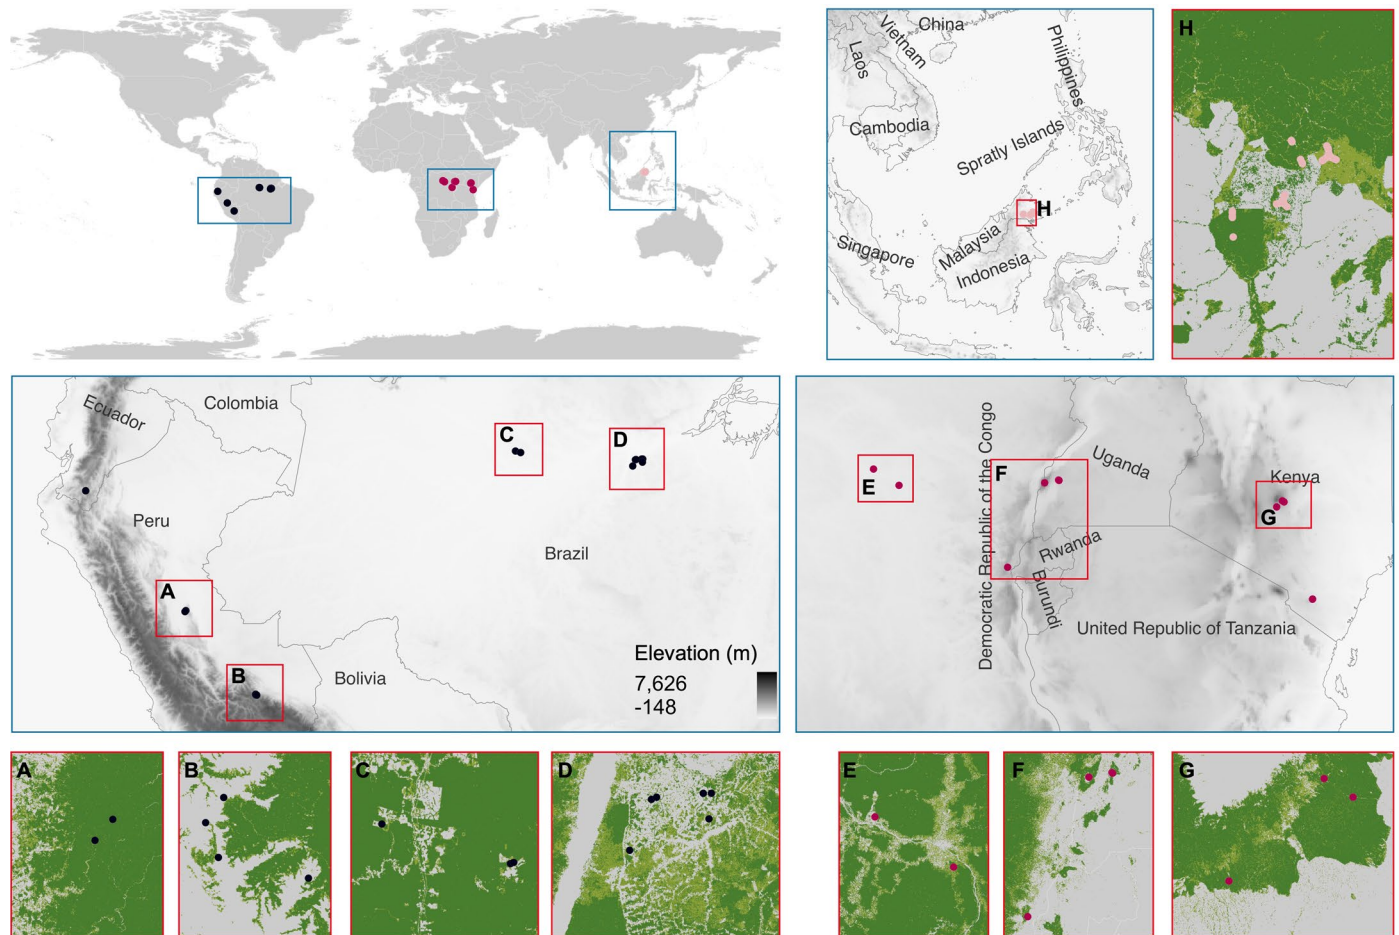 China
Vietnam
Laos
Philippines
Cambodia
Spratly Islands
H
Malaysia
Singapore
Indonesia
H
Ecuador
Colombia
C
D
Peru
Brazil
A
B
Bolivia
Elevation (m)
7,626
-148
Democratic Republic of the Congo
Uganda
Kenya
E
F
G
Rwanda
Burundi
United Republic of Tanzania
A
B
C
D
E
F
G